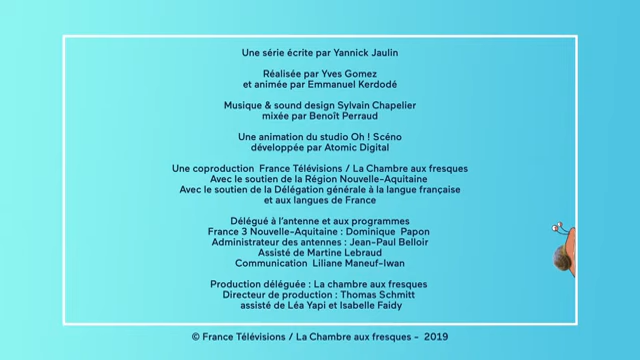 Une série écrite par Yannick Jaulin
Réalisée par Yves Gomez
et animée par Emmanuel Kerdodé
Musique & sound design Sylvain Chapelier
mixée par Benoît Perraud
Une animation du studio Oh ! Scéno
développée par Atomic Digital
Une coproduction France Télévisions / La Chambre aux fresques
Avec le soutien de la Région Nouvelle-Aquitaine
Avec le soutien de la Délégation générale à la langue française
et aux langues de France
Délégué à l'antenne et aux programmes
France 3 Nouvelle-Aquitaine : Dominique Papon
Administrateur des antennes : Jean-Paul Belloir
Assisté de Martine Lebraud
Communication Liliane Maneuf-Iwan
Production déléguée : La chambre aux fresques
Directeur de production : Thomas Schmitt
assisté de Léa Yapi et Isabelle Faidy
© France Télévisions / La Chambre aux fresques - 2019